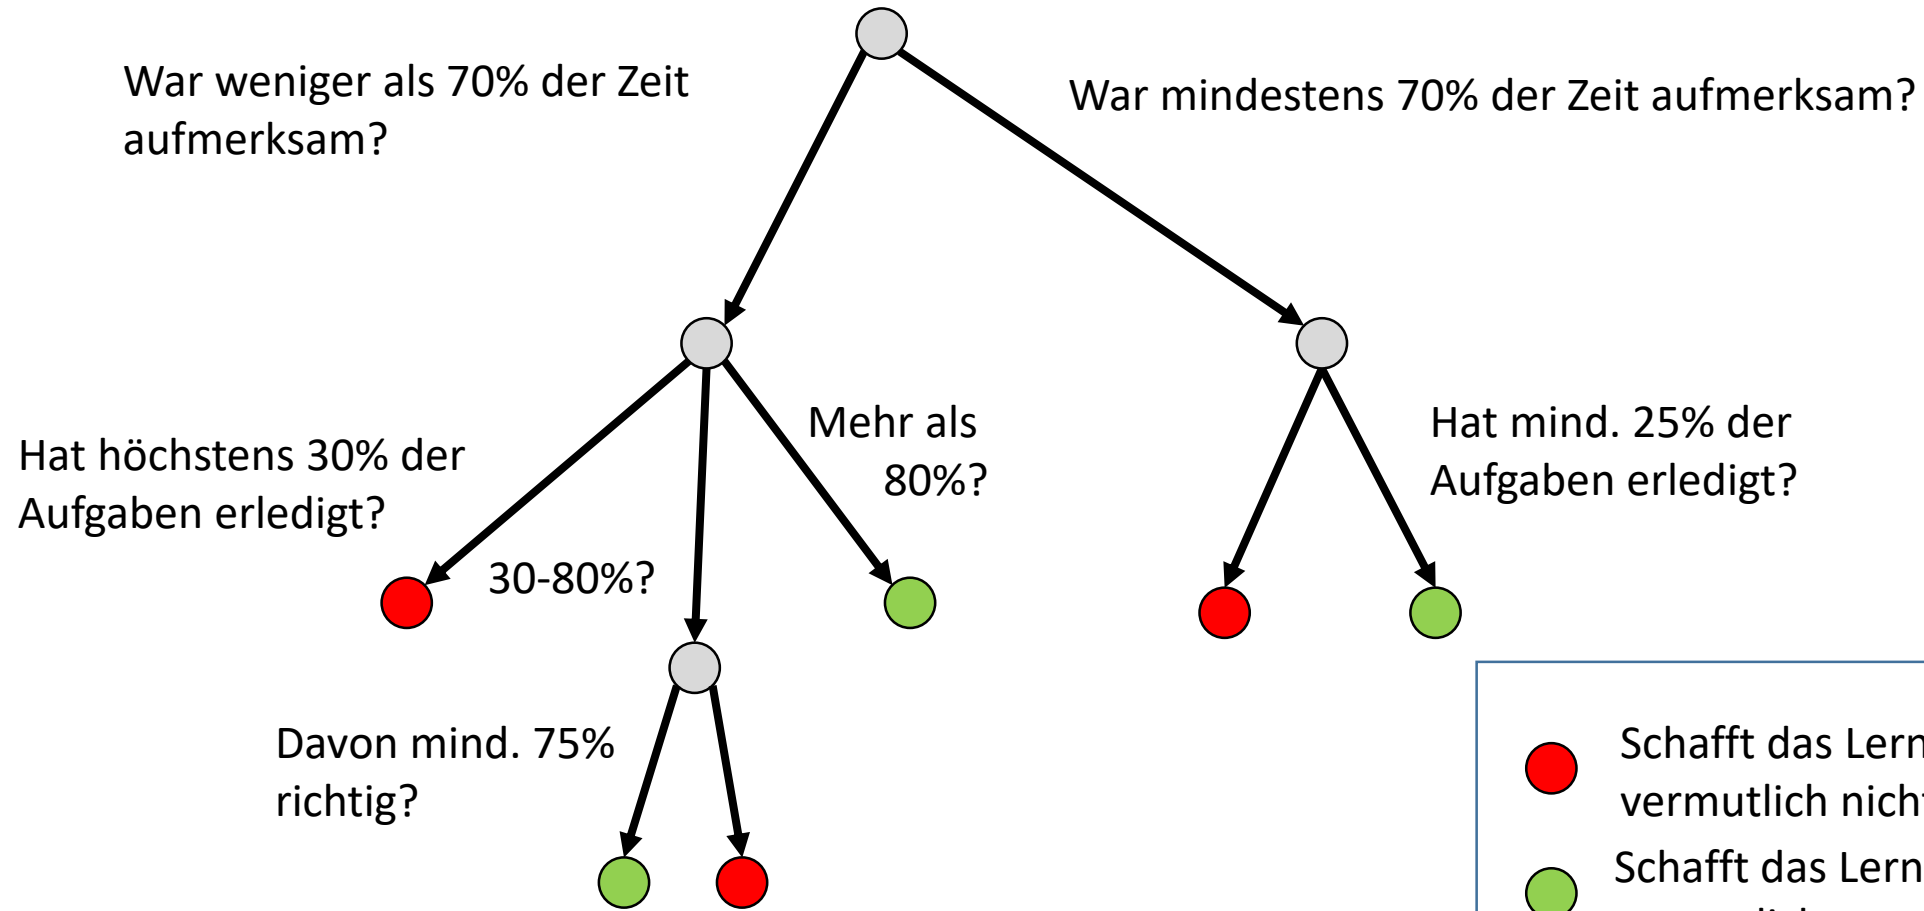 War weniger als 70% der Zeit
aufmerksam?
War mindestens 70% der Zeit aufmerksam?
Hat höchstens 30% der
Aufgaben erledigt?
30-80%?
Mehr als
80%?
Hat mind. 25% der
Aufgaben erledigt?
Davon mind. 75%
richtig?
Schafft das Lern
vermutlich nicht
Schafft das Lern